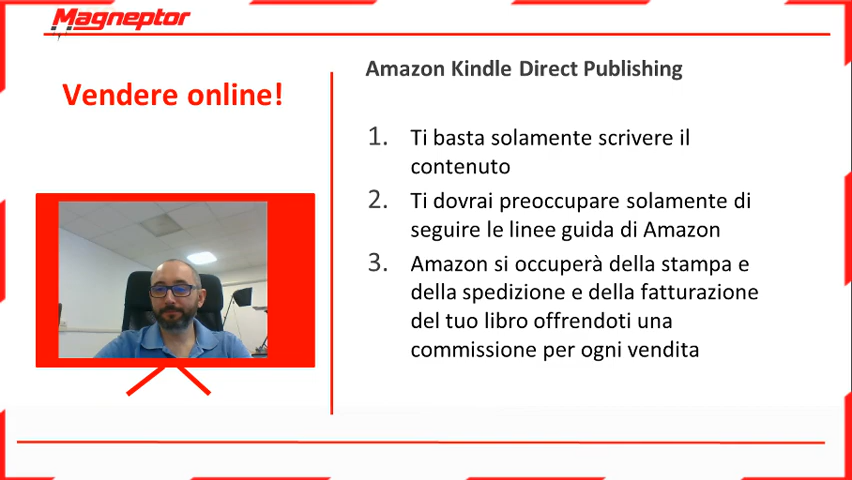 Magneptor
Vendere online!
Amazon Kindle Direct Publishing
1. Ti basta solamente scrivere il
contenuto
2. Ti dovrai preoccupare solamente di
seguire le linee guida di Amazon
3. Amazon si occuperà della stampa e
della spedizione e della fatturazione
del tuo libro offrendoti una
commissione per ogni vendita